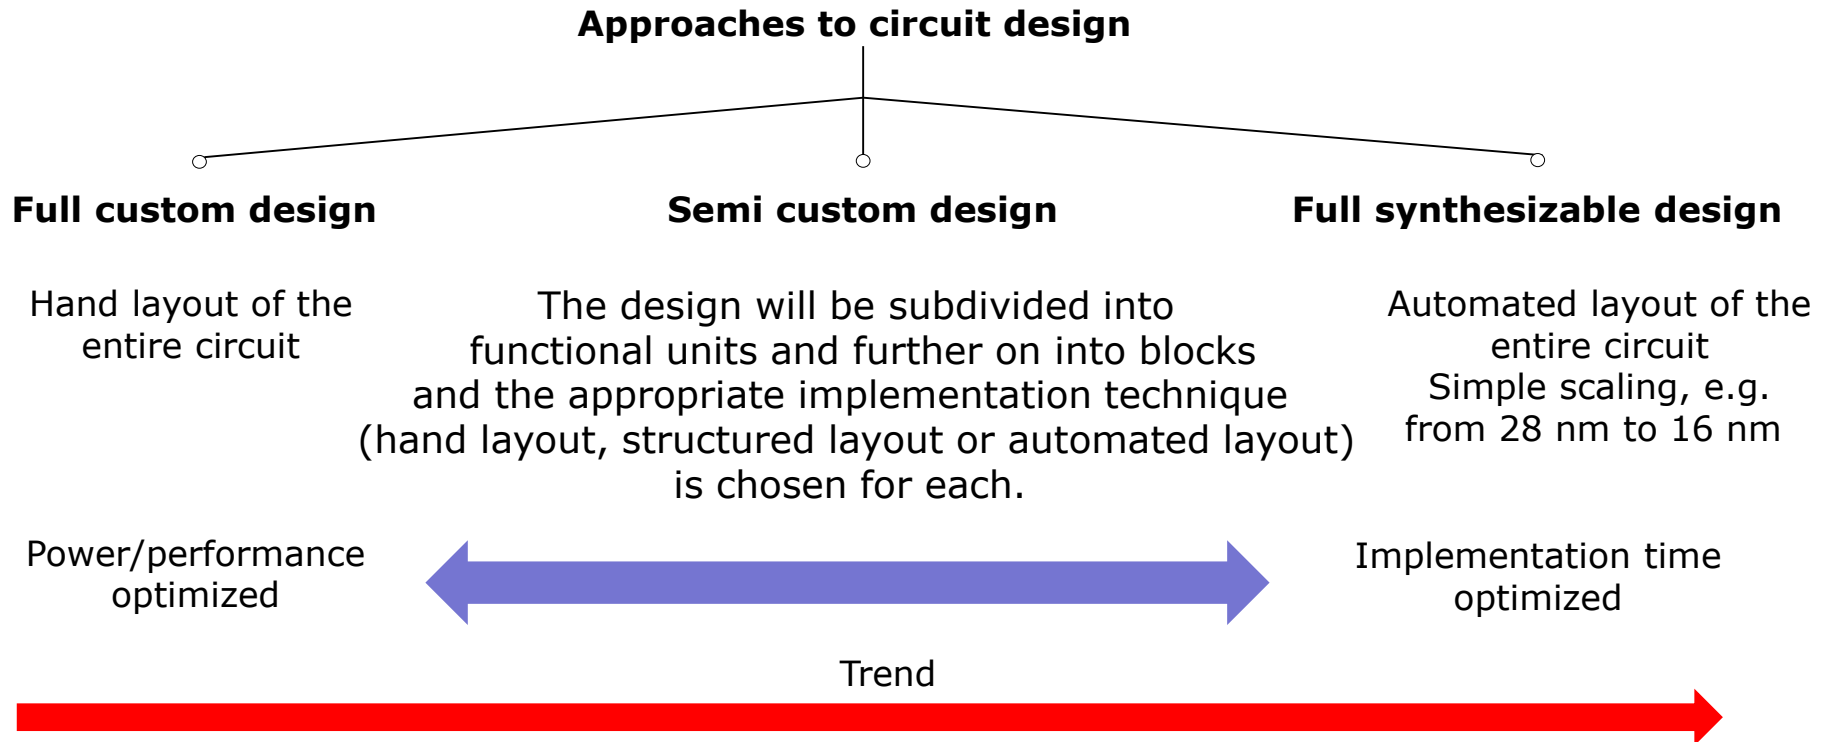 Approaches to circuit design
Full custom design
Semi custom design
Full synthesizable design
Hand layout of the
entire circuit
The design will be subdivided into
functional units and further on into blocks
and the appropriate implementation technique
(hand layout, structured layout or automated layout)
is chosen for each.
Automated layout of the
entire circuit
Simple scaling, e.g.
from 28 nm to 16 nm
Power/performance
optimized
Implementation time
optimized
Trend